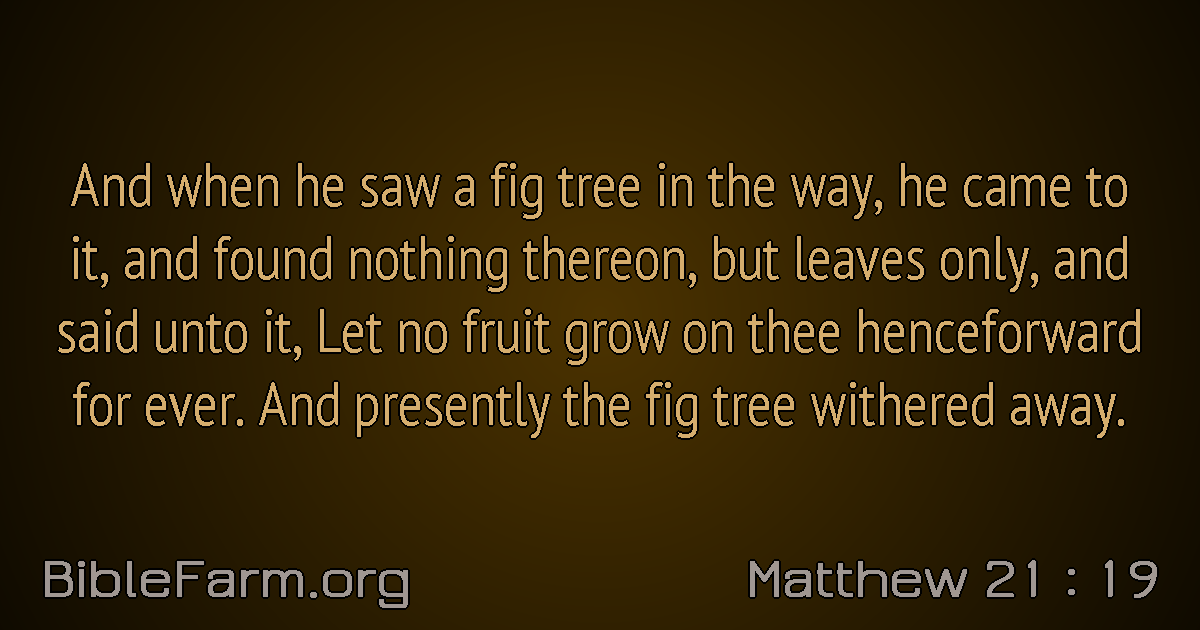 And when he saw a fig tree in the way, he came to
it, and found nothing thereon, but leaves only, and
said unto it, Let no fruit grow on thee henceforward
for ever. And presently the fig tree withered away.
BibleFarm.org
Matthew 21 : 19